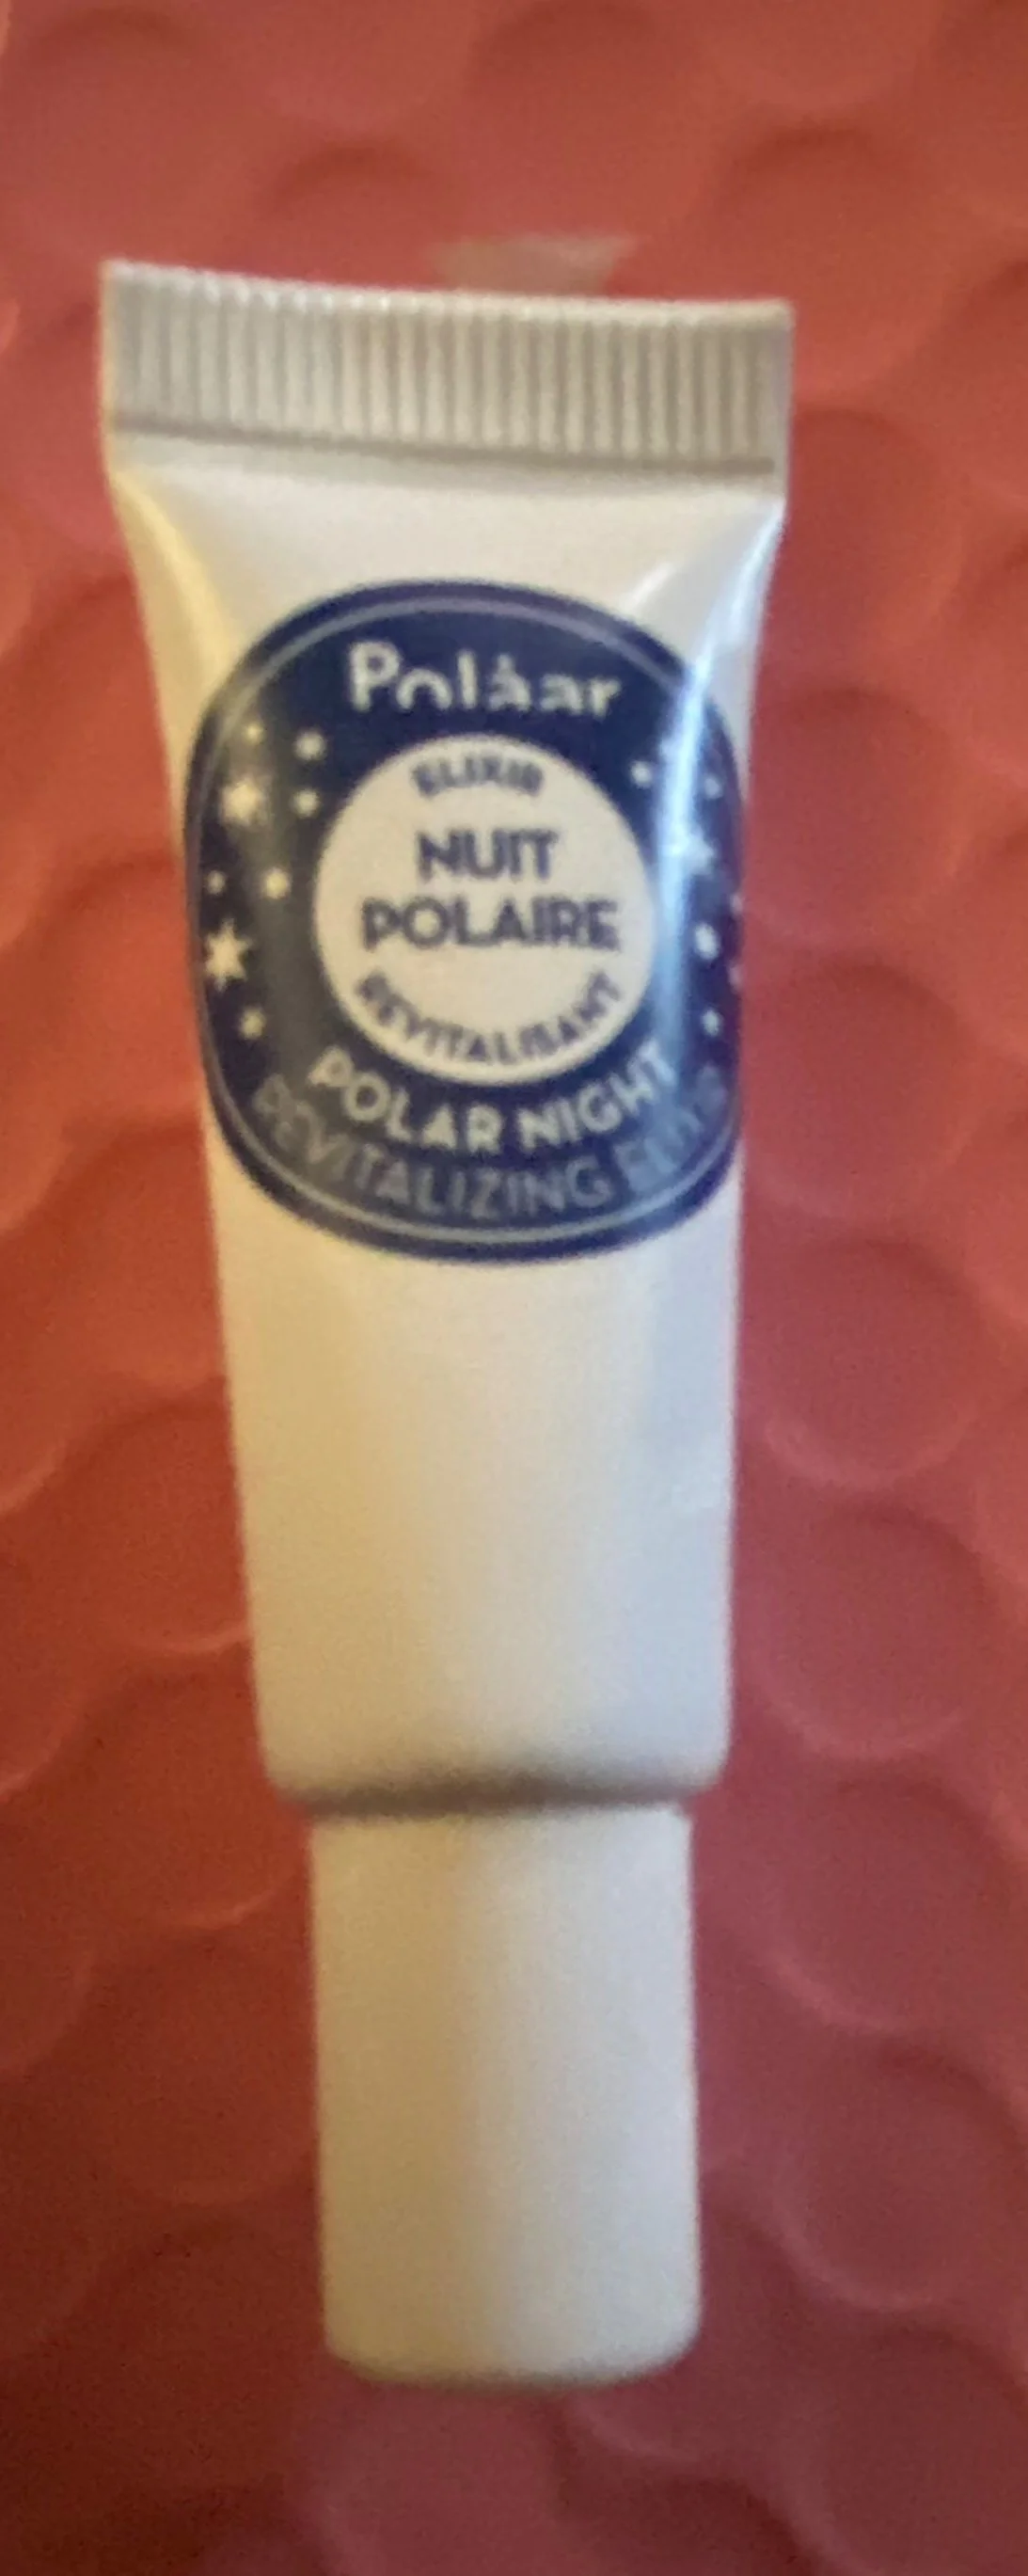 Polåar
ELIXIR
NUIT
POLAIRE
REVITALISANT
POLAR NIGHT
REVITALIZING